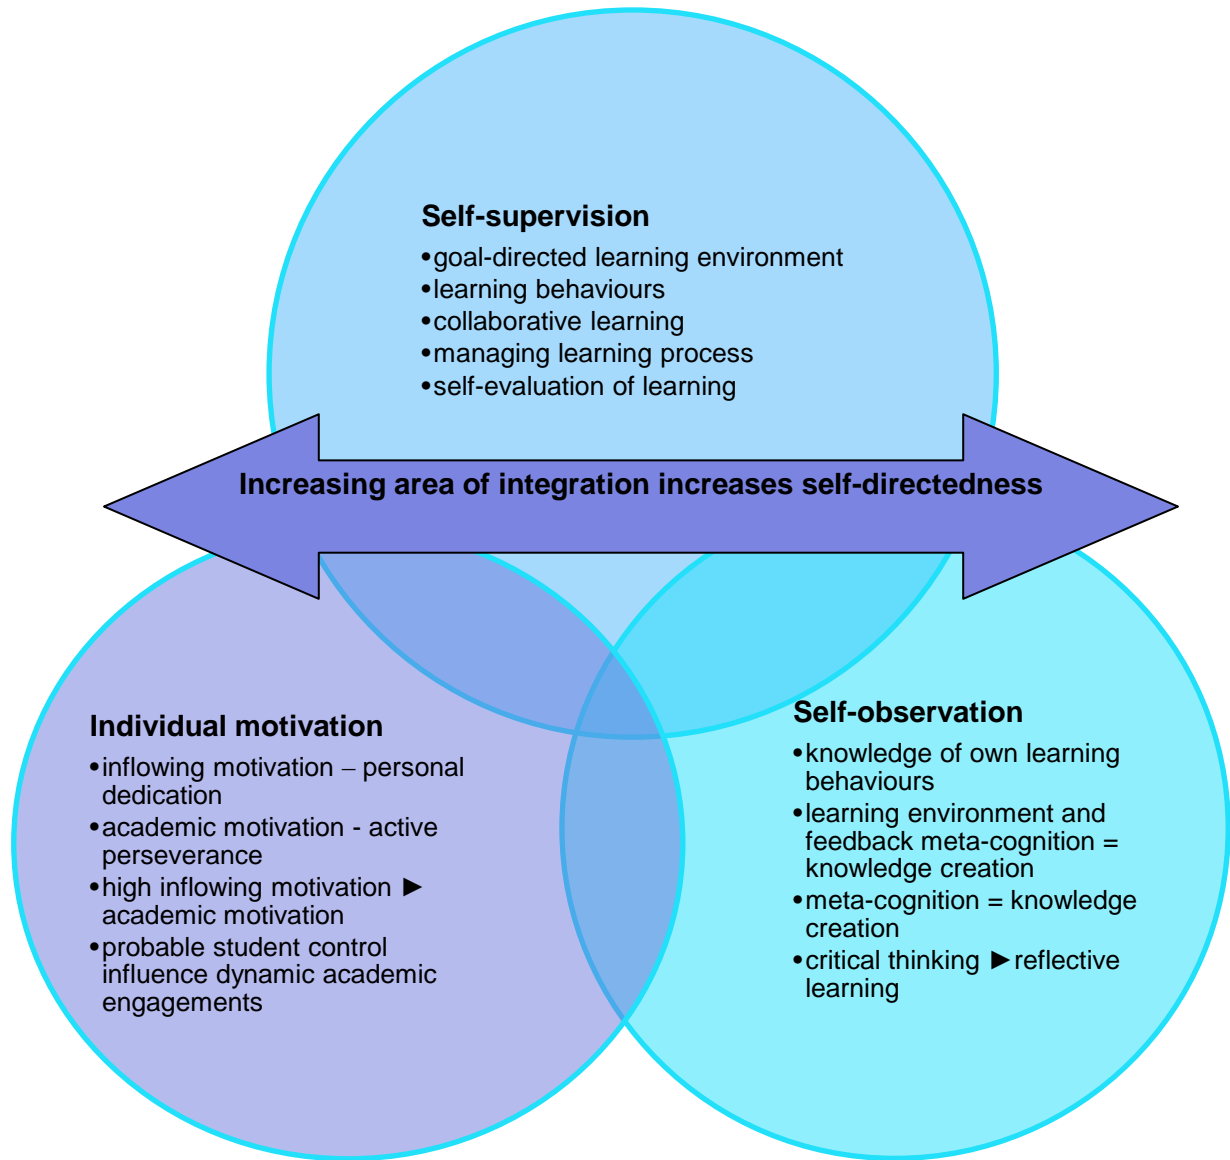 Self-supervision
•goal-directed learning environment
•learning behaviours
•collaborative learning
•managing learning process
•self-evaluation of learning
Increasing area of integration increases self-directedness
Individual motivation
•inflowing motivation – personal
dedication
•academic motivation - active
perseverance
•high inflowing motivation ►
academic motivation
•probable student control
influence dynamic academic
engagements
Self-observation
•knowledge of own learning
behaviours
•learning environment and
feedback meta-cognition =
knowledge creation
•meta-cognition = knowledge
creation
•critical thinking ►reflective
learning